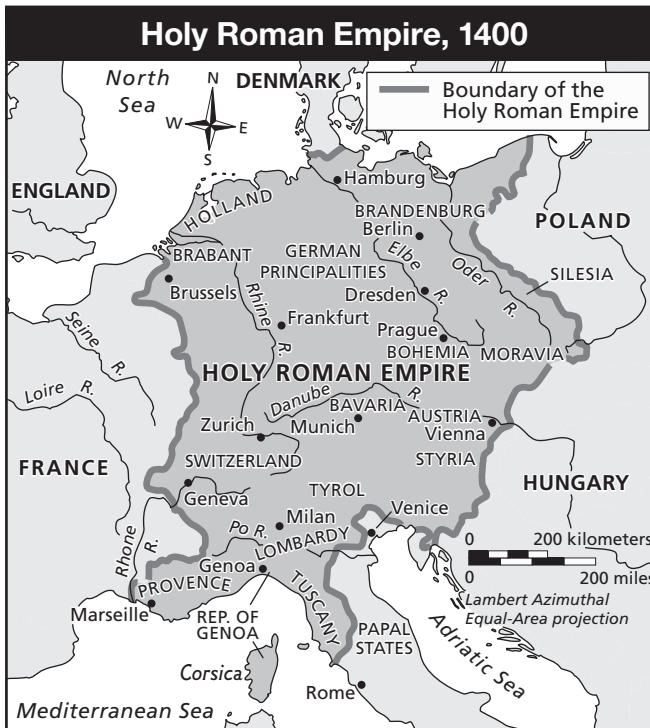 Holy Roman Empire, 1400
North
Sea
DENMARK
Boundary of the
Holy Roman Empire
N
W
E
S
ENGLAND
Hamburg
HOLLAND
BRANDENBURG
Berlin
POLAND
BRABANT
GERMAN
PRINCIPALITIES
Elbe
R.
Oder
R.
SILESIA
Brussels
Dresden
Rhine
R.
Frankfurt
Seine
R.
Prague
BOHEMIA
MORAVIA
HOLY ROMAN EMPIRE
Loire R.
Danube
R.
BAVARIA
Munich
AUSTRIA
Vienna
Zurich
FRANCE
SWITZERLAND
STYRIA
HUNGARY
Geneva
TYROL
Venice
Rhone
R.
Po R.
Milan
LOMBARDY
0 200 kilometers
0 200 miles
Lambert Azimuthal
Equal-Area projection
Genoa
PROVENCE
TUSCANY
Marseille
REP. OF
GENOA
PAPAL
STATES
Adriatic Sea
Corsica
Rome
Mediterranean Sea